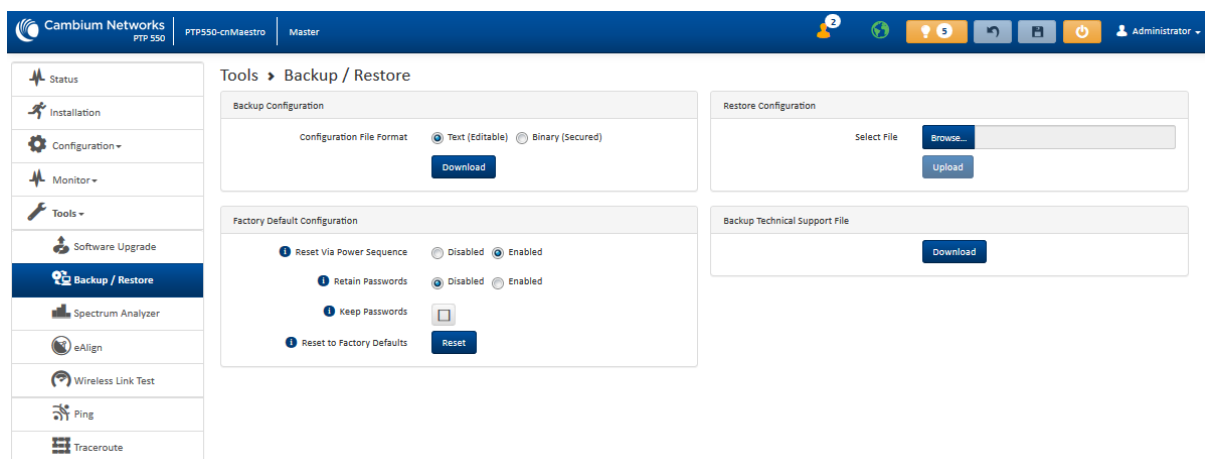 Cambium Networks
PTP 550
PTP550-cnMaestro
Master
2
5
Administrator
Status
Installation
Configuration
Monitor
Tools
Software Upgrade
Backup / Restore
Spectrum Analyzer
eAlign
Wireless Link Test
Ping
Traceroute
Tools > Backup / Restore
Backup Configuration
Configuration File Format Text (Editable) Binary (Secured)
Download
Restore Configuration
Select File Browse...
Upload
Factory Default Configuration
Reset Via Power Sequence Disabled Enabled
Retain Passwords Disabled Enabled
Keep Passwords
Reset to Factory Defaults Reset
Backup Technical Support File
Download